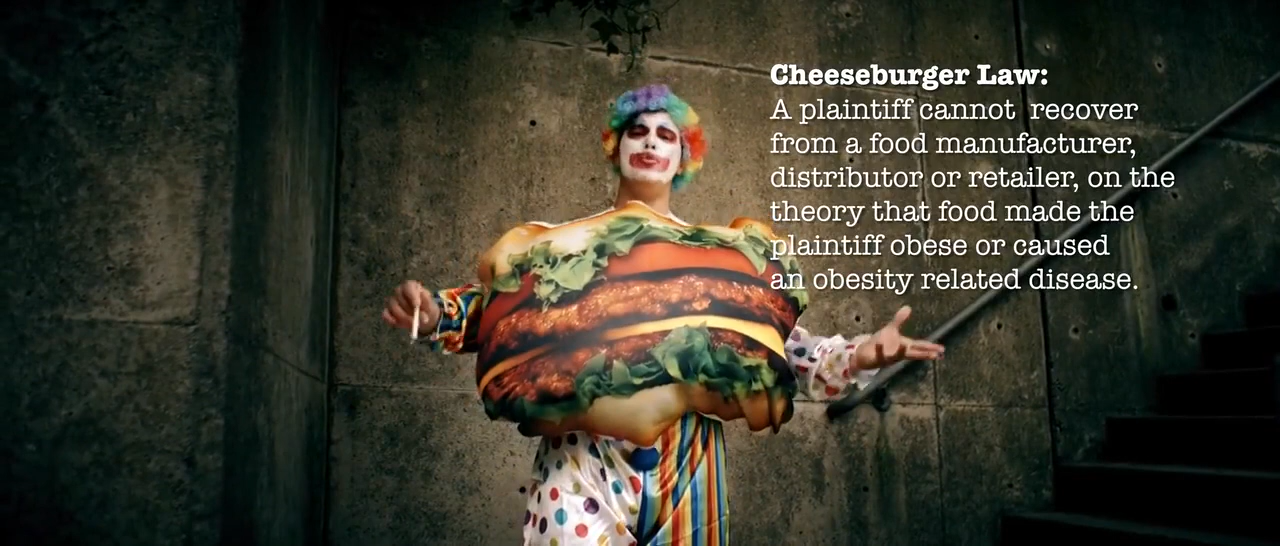 Cheeseburger Law:
A plaintiff cannot recover
from a food manufacturer,
distributor or retailer, on the
theory that food made the
plaintiff obese or caused
an obesity related disease.